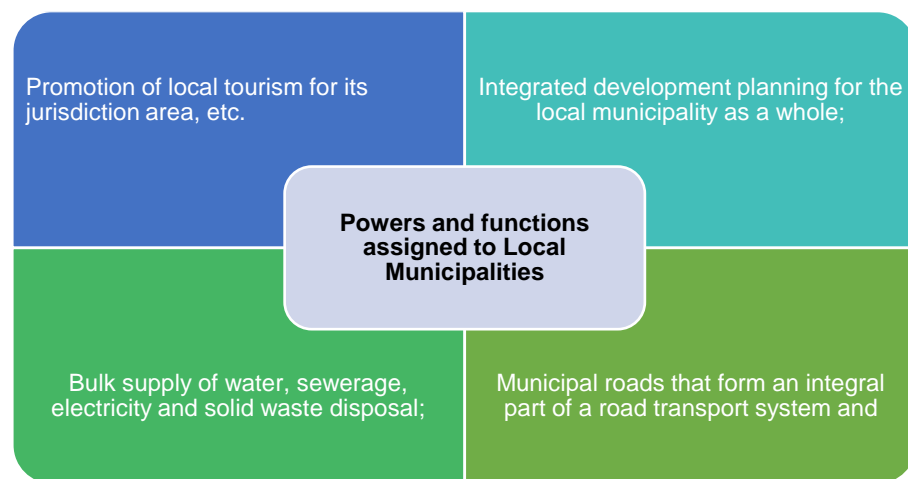 Promotion of local tourism for its
jurisdiction area, etc.
Integrated development planning for the
local municipality as a whole;
Powers and functions
assigned to Local
Municipalities
Bulk supply of water, sewerage,
electricity and solid waste disposal;
Municipal roads that form an integral
part of a road transport system and